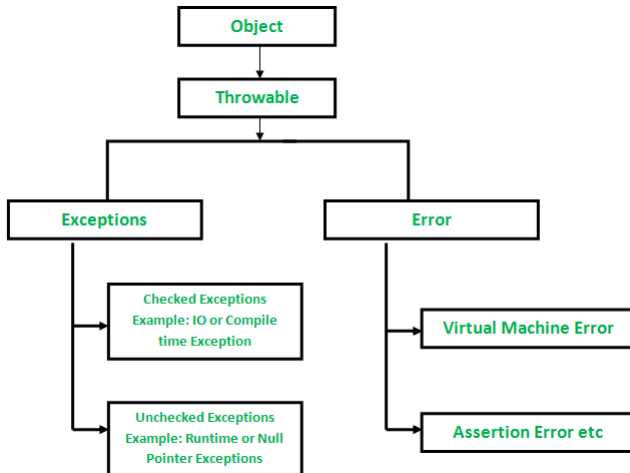 Object
Throwable
Exceptions
Error
Checked Exceptions
Example: IO or Compile
time Exception
Virtual Machine Error
Unchecked Exceptions
Example: Runtime or Null
Pointer Exceptions
Assertion Error etc